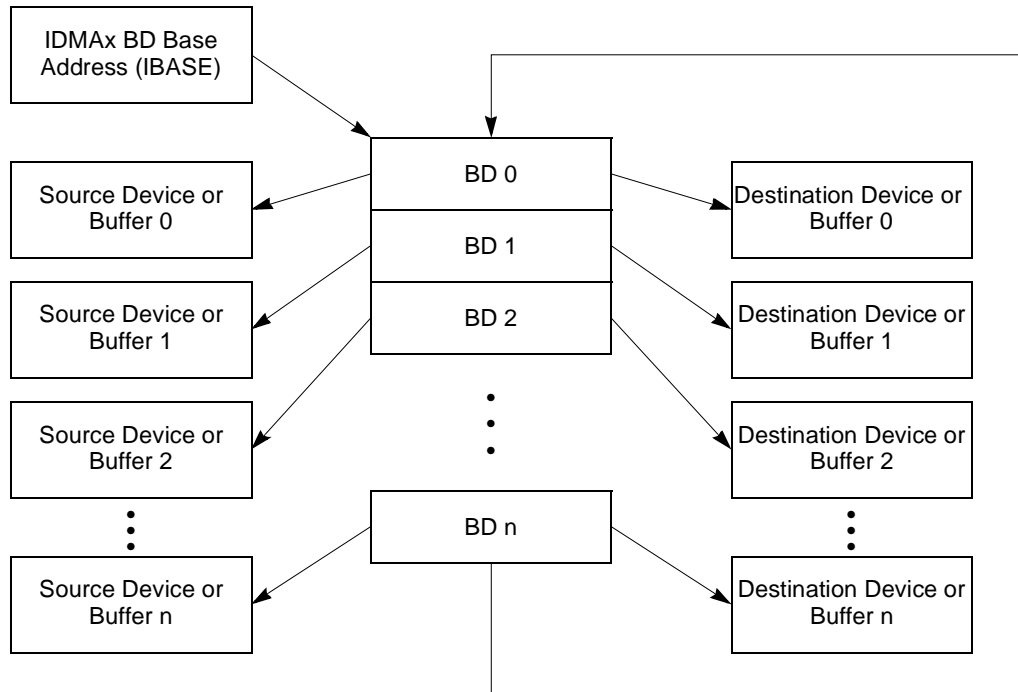 IDMAx BD Base
Address (IBASE)
BD 0
Source Device or
Buffer 0
Destination Device or
Buffer 0
BD 1
Source Device or
Buffer 1
Destination Device or
Buffer 1
BD 2
Source Device or
Buffer 2
Destination Device or
Buffer 2
BD n
Source Device or
Buffer n
Destination Device or
Buffer n